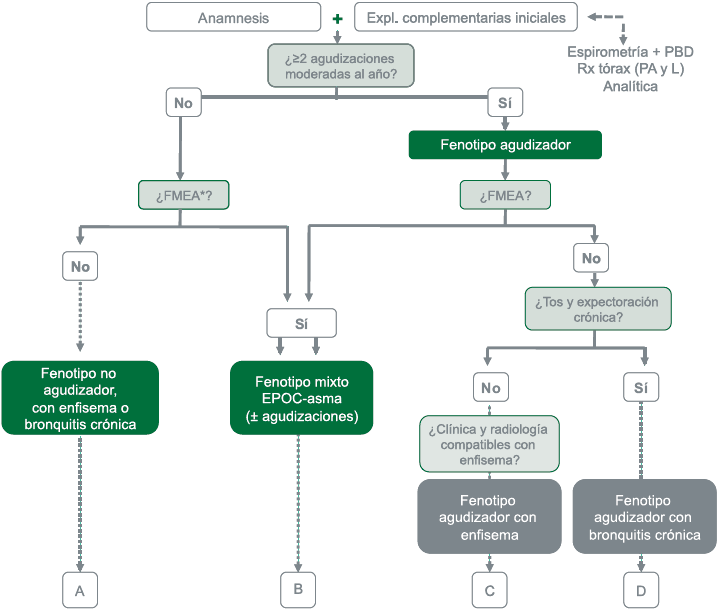 Anamnesis
+
Expl. complementarias iniciales
Espirometría + PBD
Rx tórax (PA y L)
Analítica
¿≥2 agudizaciones
moderadas al año?
No
Sí
Fenotipo agudizador
¿FMEA*?
¿FMEA?
No
No
Sí
¿Tos y expectoración
crónica?
Fenotipo no
agudizador,
con enfisema o
bronquitis crónica
Fenotipo mixto
EPOC-asma
(± agudizaciones)
No
Sí
¿Clínica y radiología
compatibles con
enfisema?
Fenotipo
agudizador con
enfisema
Fenotipo
agudizador con
bronquitis crónica
A
B
C
D